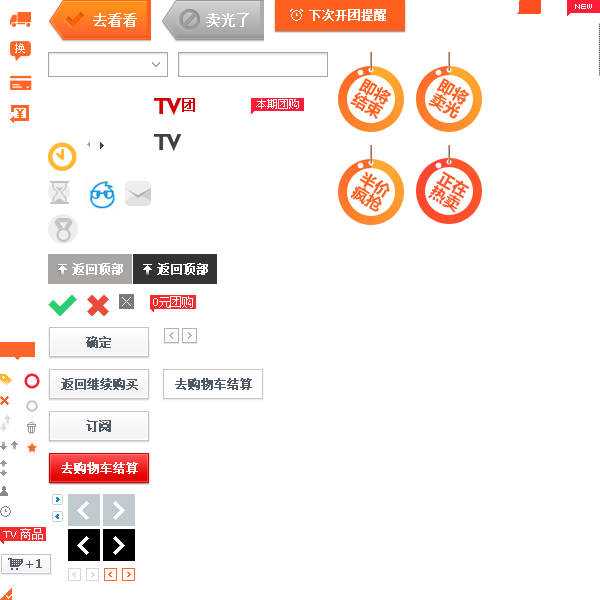 去看看
卖光了
下次开团提醒
NEW
换
TV团
本期团购
即将
结束
即将
卖光
TV
半价
疯抢
正在
热卖
返回顶部
返回顶部
0元团购
确定
返回继续购买
去购物车结算
订阅
去购物车结算
TV 商品
+1